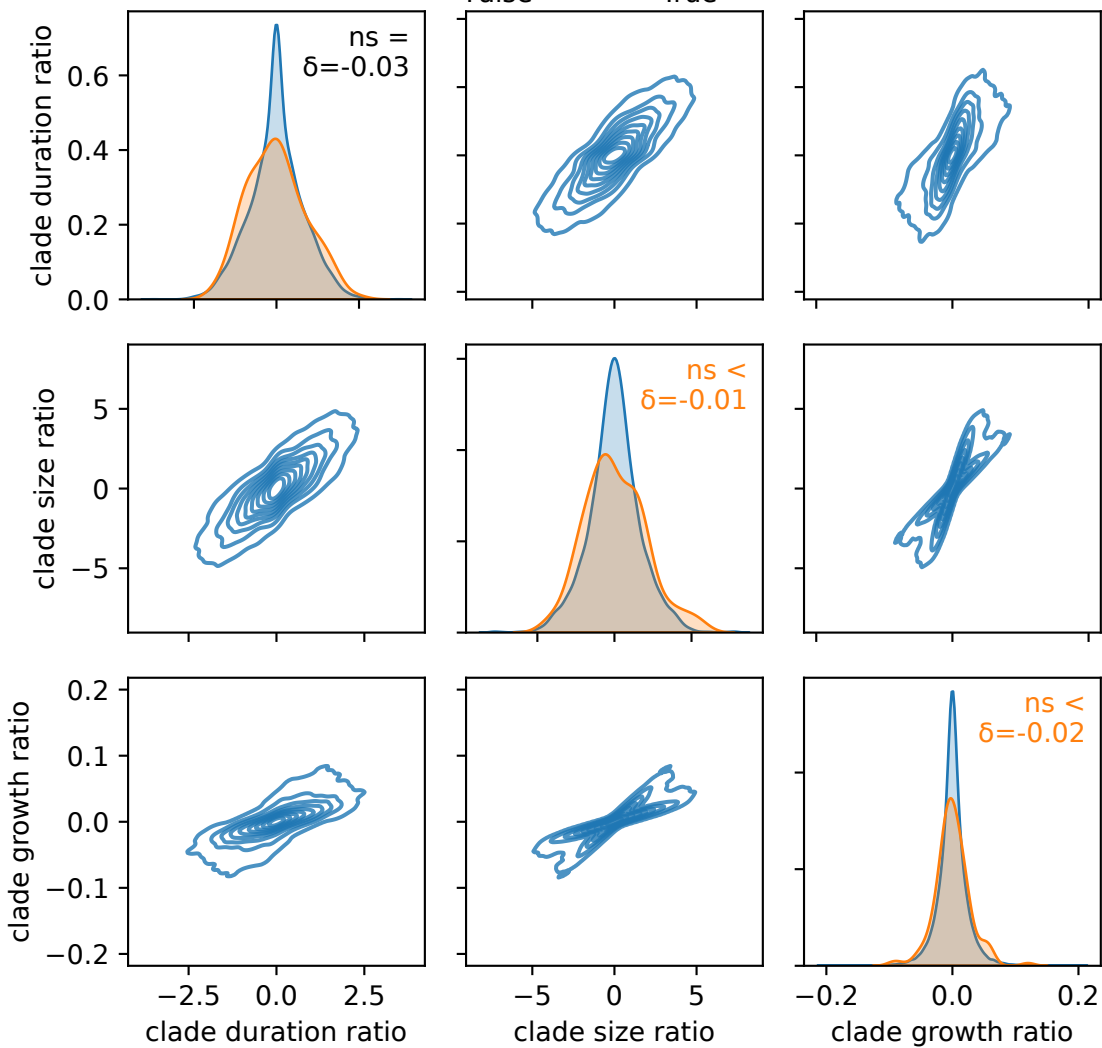 clade duration ratio
0.6
0.4
0.2
0.0
ns =
δ=-0.03
clade size ratio
5
0
−5
ns <
δ=-0.01
clade growth ratio
0.2
0.1
0.0
−0.1
−0.2
ns <
δ=-0.02
−2.5 0.0 2.5
clade duration ratio
−5 0 5
clade size ratio
−0.2 0.0 0.2
clade growth ratio